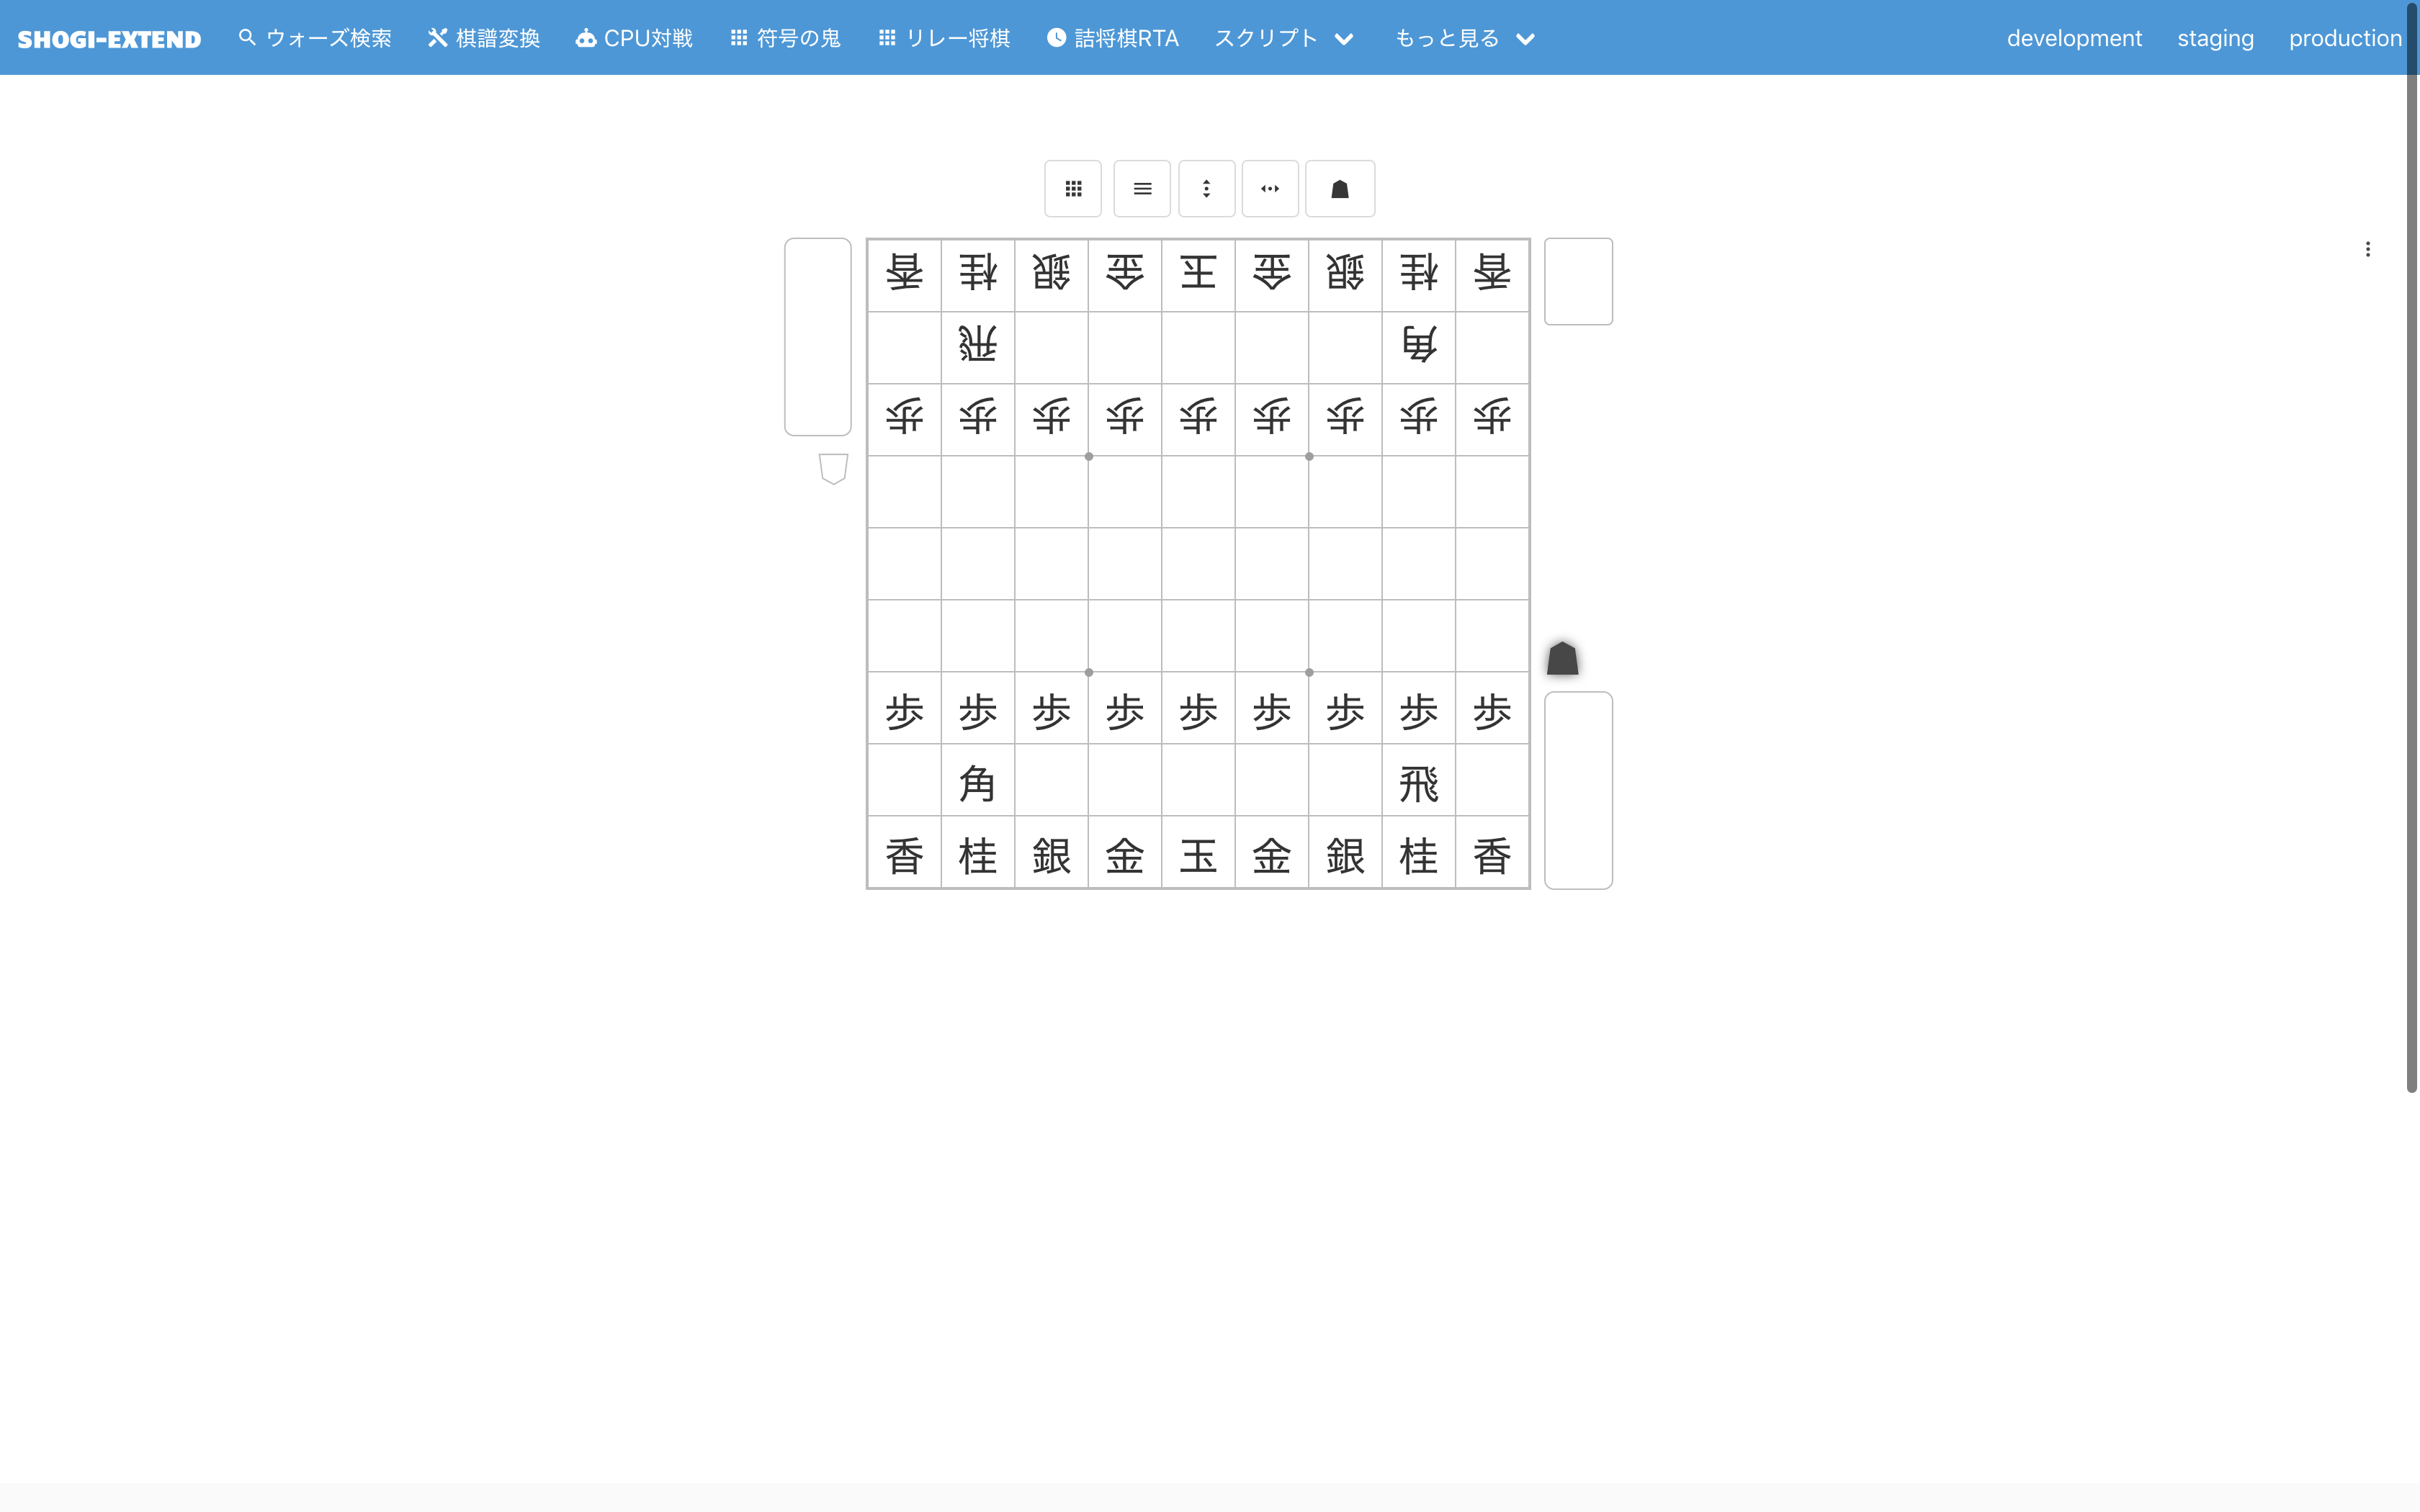 SHOGI-EXTEND ウォーズ検索 棋譜変換 CPU対戦 符号の鬼 リレー将棋 詰将棋RTA スクリプト もっと見る development staging production
香 桂 銀 金 王 金 銀 桂 香
飛 角
歩 歩 歩 歩 歩 歩 歩 歩 歩
歩 歩 歩 歩 歩 歩 歩 歩 歩
角 飛
香 桂 銀 金 玉 金 銀 桂 香